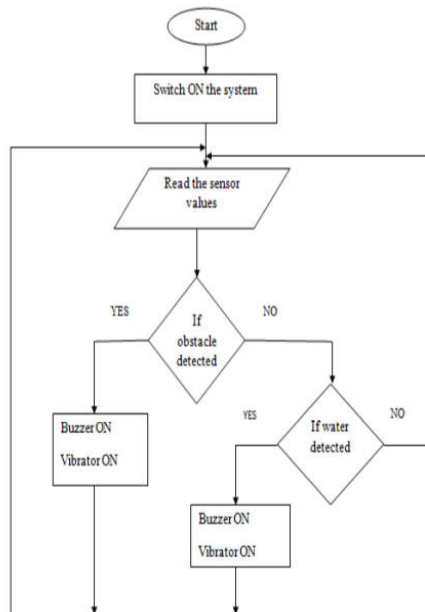 Start
Switch ON the system
Read the sensor
values
YES
NO
If
obstacle
detected
YES
NO
If water
detected
Buzzer ON
Vibrator ON
Buzzer ON
Vibrator ON